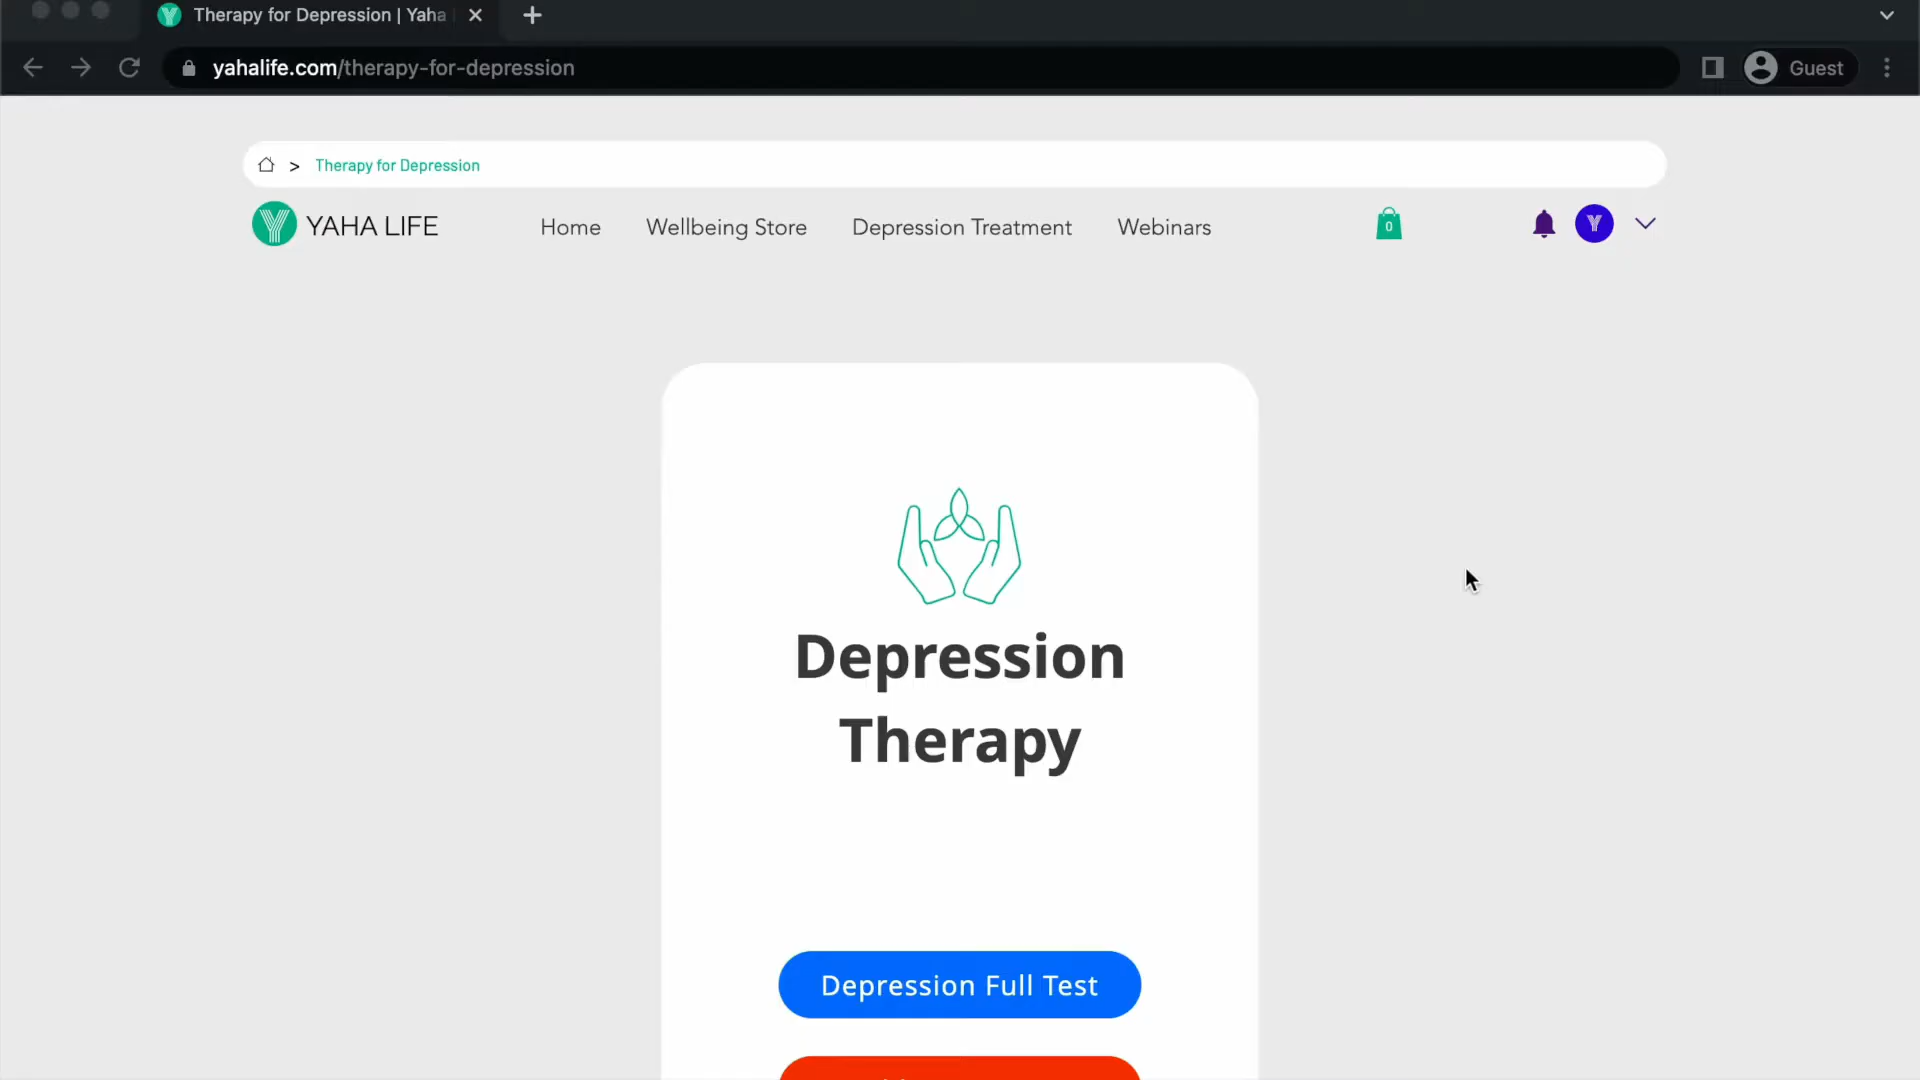 Therapy for Depression | Yaha
yahalife.com/therapy-for-depression
Guest
> Therapy for Depression
YAHA LIFE
Home
Wellbeing Store
Depression Treatment
Webinars
0
Depression
Therapy
Depression Full Test